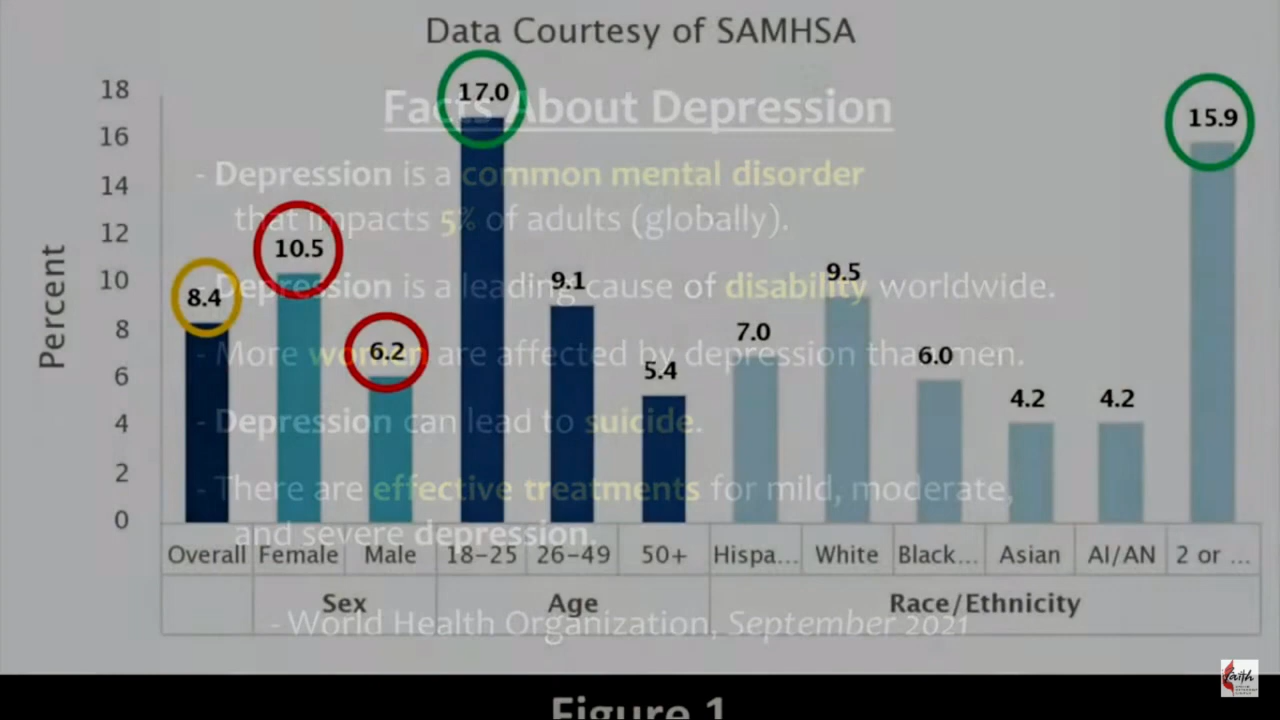 Data Courtesy of SAMHSA
Percent
18
16
14
12
10
8
6
4
2
0
8.4
10.5
6.2
17.0
9.1
5.4
7.0
9.5
6.0
4.2
4.2
15.9
Overall Female Male 18-25 26-49 50+ Hispa... White Black... Asian AI/AN 2 or ...
Sex Age Race/Ethnicity
Facts About Depression
- Depression is a common mental disorder
that impacts 5% of adults (globally).
- Depression is a leading cause of disability worldwide.
- More women are affected by depression than men.
- Depression can lead to suicide.
- There are effective treatments for mild, moderate,
and severe depression.
- World Health Organization, September 2021
Figure 1
faith